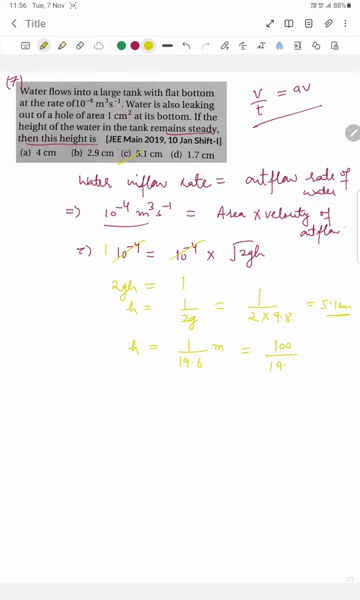 11:56 Tue, 7 Nov 88%
Title
(7)
Water flows into a large tank with flat bottom
at the rate of 10⁻⁴ m³s⁻¹. Water is also leaking
out of a hole of area 1 cm² at its bottom. If the
height of the water in the tank remains steady,
then this height is [JEE Main 2019, 10 Jan Shift-I]
(a) 4 cm (b) 2.9 cm (c) 5.1 cm (d) 1.7 cm
V/t = av
Water inflow rate = outflow rate of
water
⇒ 10⁻⁴ m³s⁻¹ = Area × velocity of
outflow
1 10⁻⁴ = 10⁻⁴ × √2gh
2gh = 1
h = 1/2g = 1/2×9.8 = 5.1cm
h = 1/19.6 m = 100/19.